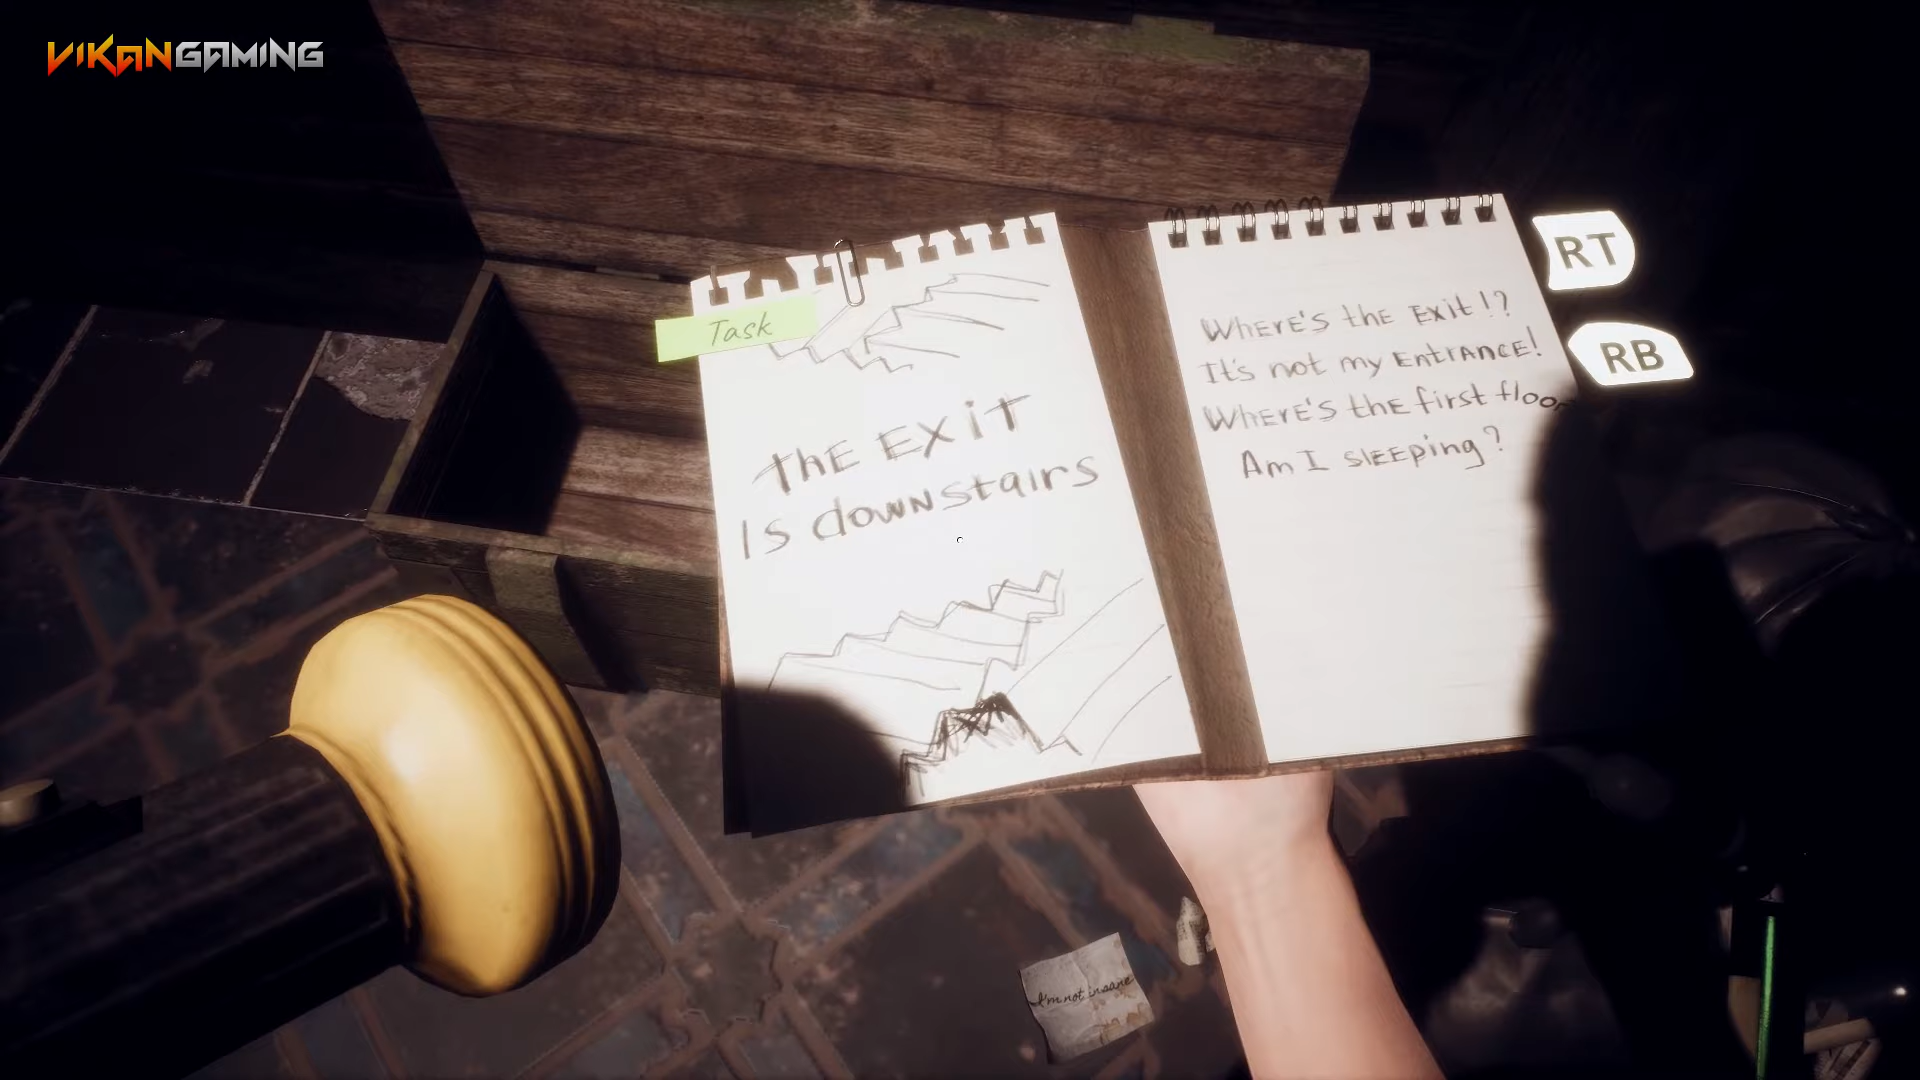 VIKANGAMING
Task
THE EXIT
IS downstairs
WHERE'S the Exit!?
It's not my EntrANCE!
WHERE'S thE first floor
Am I slEEping?
RT
RB
I'm not insane